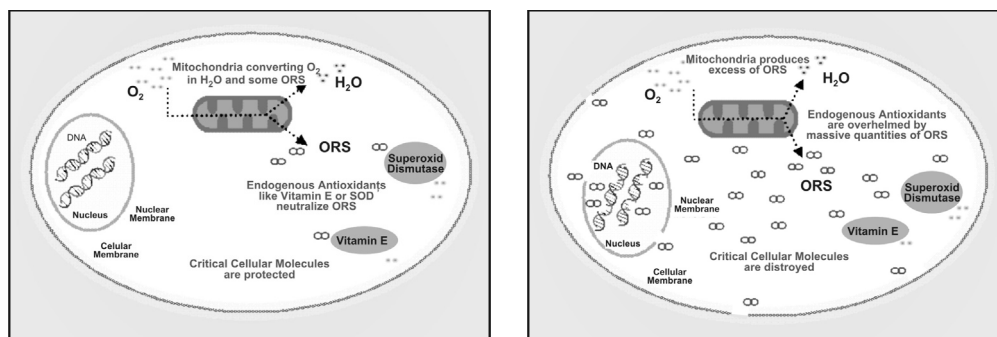 Mitochondria converting O2
in H2O and some ORS
O2
H2O
ORS
DNA
Nucleus
Nuclear
Membrane
Celular
Membrane
Superoxid
Dismutase
Endogenous Antioxidants
like Vitamin E or SOD
neutralize ORS
Vitamin E
Critical Cellular Molecules
are protected
Mitochondria produces
excess of ORS
O2
H2O
Endogenous Antioxidants
are overhelmed by
massive quantities of ORS
DNA
Nucleus
Nuclear
Membrane
ORS
Superoxid
Dismutase
Vitamin E
Critical Cellular Molecules
are distroyed
Cellular
Membrane